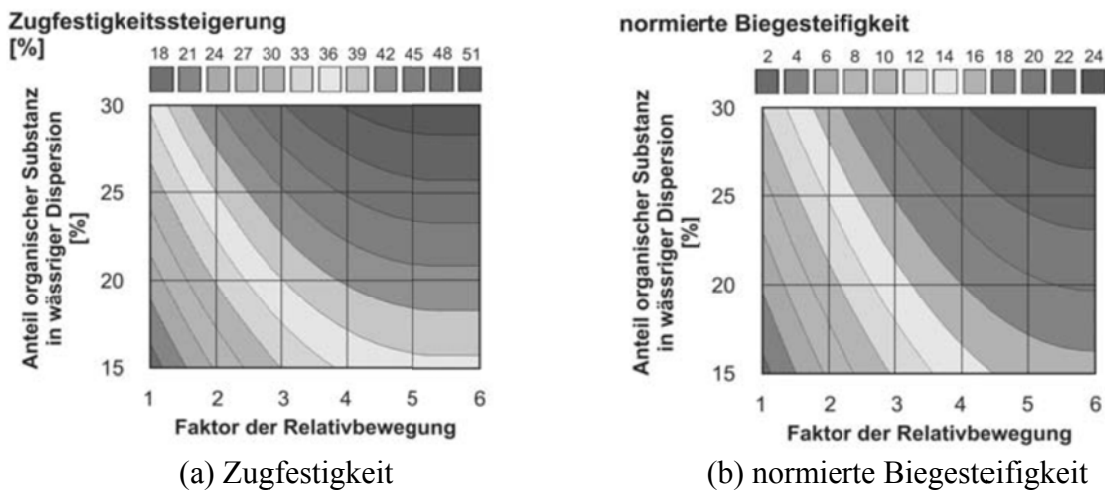 Zugfestigkeitssteigerung
[%]
18 21 24 27 30 33 36 39 42 45 48 51
Anteil organischer Substanz
in wässriger Dispersion
[%]
30
25
20
15
1 2 3 4 5 6
Faktor der Relativbewegung
(a) Zugfestigkeit
normierte Biegesteifigkeit
2 4 6 8 10 12 14 16 18 20 22 24
Anteil organischer Substanz
in wässriger Dispersion
[%]
30
25
20
15
1 2 3 4 5 6
Faktor der Relativbewegung
(b) normierte Biegesteifigkeit